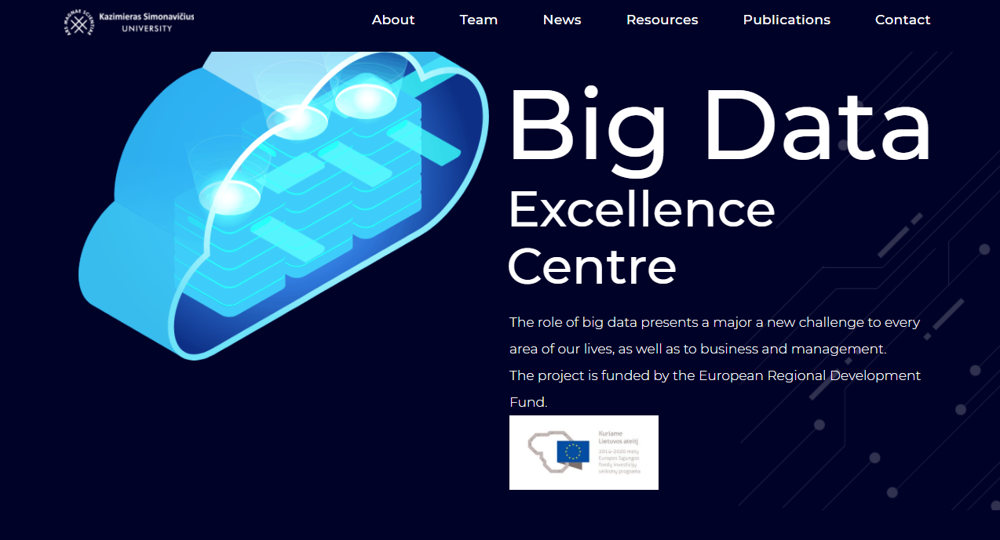 ARS MAGNAS SCIENTIAE
Kazimieras Simonavičius
UNIVERSITY
About Team News Resources Publications Contact
Big Data
Excellence
Centre
The role of big data presents a major a new challenge to every
area of our lives, as well as to business and management.
The project is funded by the European Regional Development
Fund.
Kuriame
Lietuvos ateitį
2014–2020 metų
Europos Sąjungos
fondų investicijų
veiksmų programa